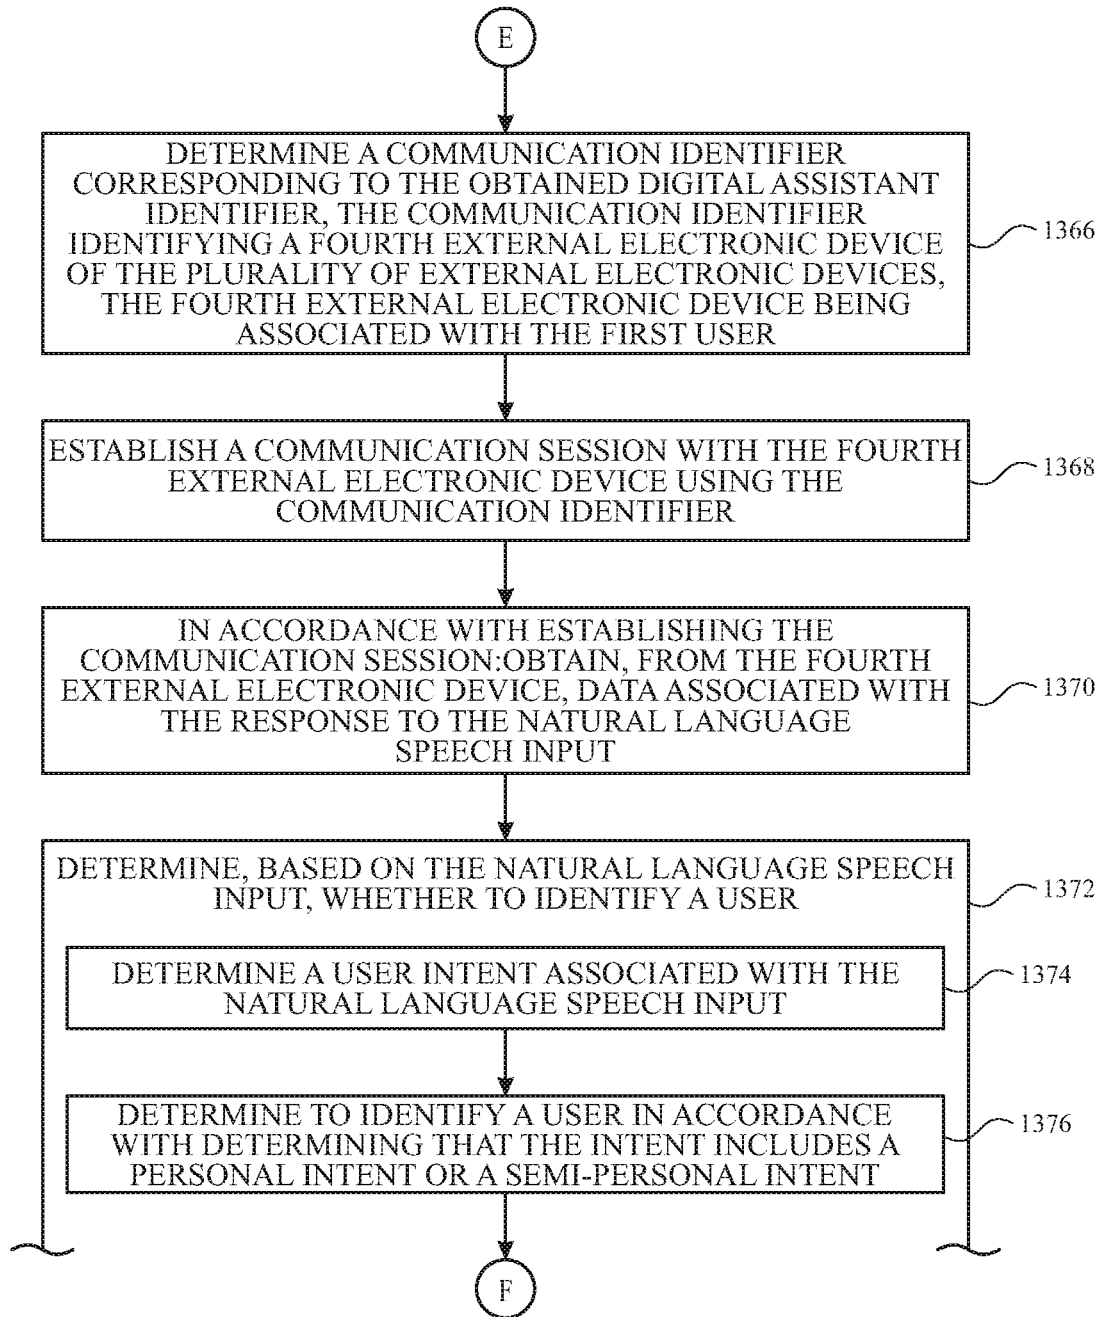 E
DETERMINE A COMMUNICATION IDENTIFIER
CORRESPONDING TO THE OBTAINED DIGITAL ASSISTANT
IDENTIFIER, THE COMMUNICATION IDENTIFIER
IDENTIFYING A FOURTH EXTERNAL ELECTRONIC DEVICE
OF THE PLURALITY OF EXTERNAL ELECTRONIC DEVICES,
THE FOURTH EXTERNAL ELECTRONIC DEVICE BEING
ASSOCIATED WITH THE FIRST USER
1366
ESTABLISH A COMMUNICATION SESSION WITH THE FOURTH
EXTERNAL ELECTRONIC DEVICE USING THE
COMMUNICATION IDENTIFIER
1368
IN ACCORDANCE WITH ESTABLISHING THE
COMMUNICATION SESSION:OBTAIN, FROM THE FOURTH
EXTERNAL ELECTRONIC DEVICE, DATA ASSOCIATED WITH
THE RESPONSE TO THE NATURAL LANGUAGE
SPEECH INPUT
1370
DETERMINE, BASED ON THE NATURAL LANGUAGE SPEECH
INPUT, WHETHER TO IDENTIFY A USER
1372
DETERMINE A USER INTENT ASSOCIATED WITH THE
NATURAL LANGUAGE SPEECH INPUT
1374
DETERMINE TO IDENTIFY A USER IN ACCORDANCE
WITH DETERMINING THAT THE INTENT INCLUDES A
PERSONAL INTENT OR A SEMI-PERSONAL INTENT
1376
F